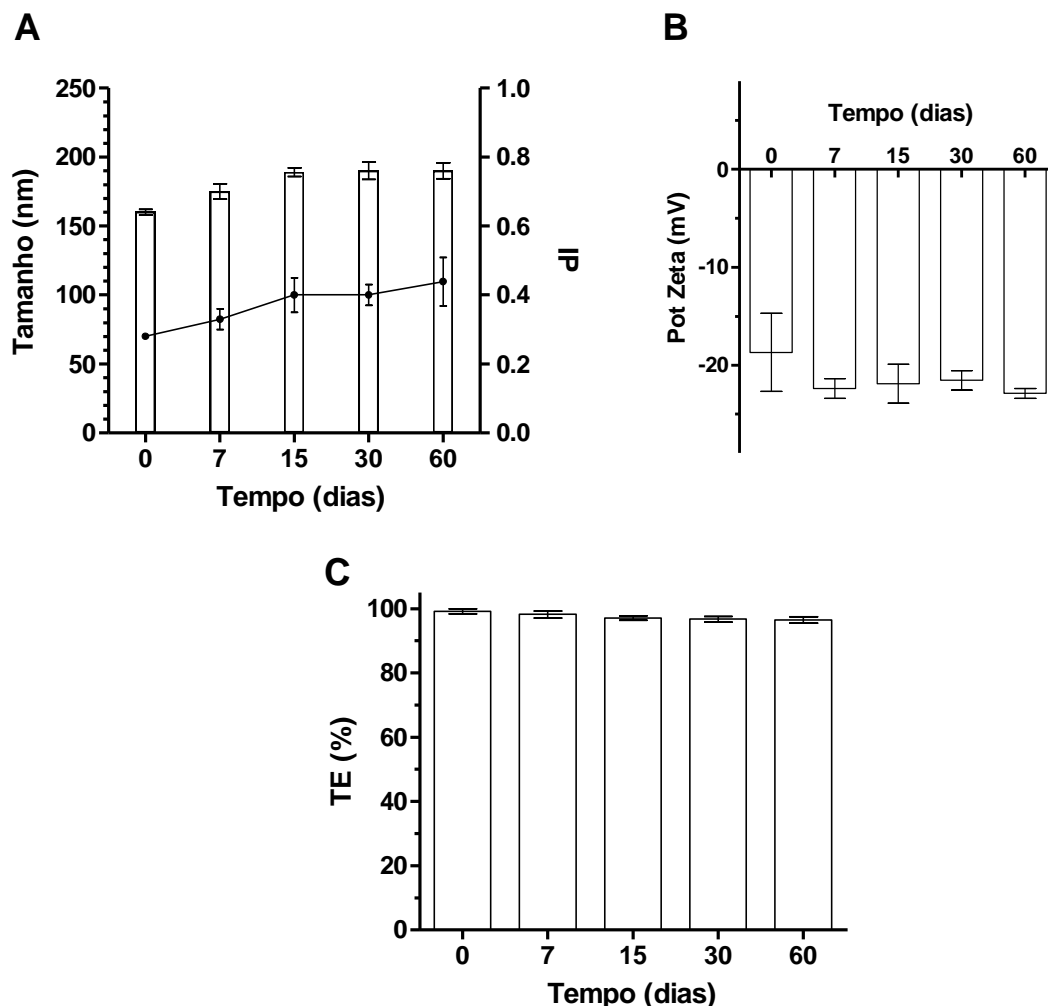 A
Tamanho (nm)
250
200
150
100
50
0
1.0
0.8
0.6
0.4
0.2
0.0
IP
0 7 15 30 60
Tempo (dias)
B
Tempo (dias)
0 7 15 30 60
Pot Zeta (mV)
0
-10
-20
C
TE (%)
100
80
60
40
20
0
0 7 15 30 60
Tempo (dias)